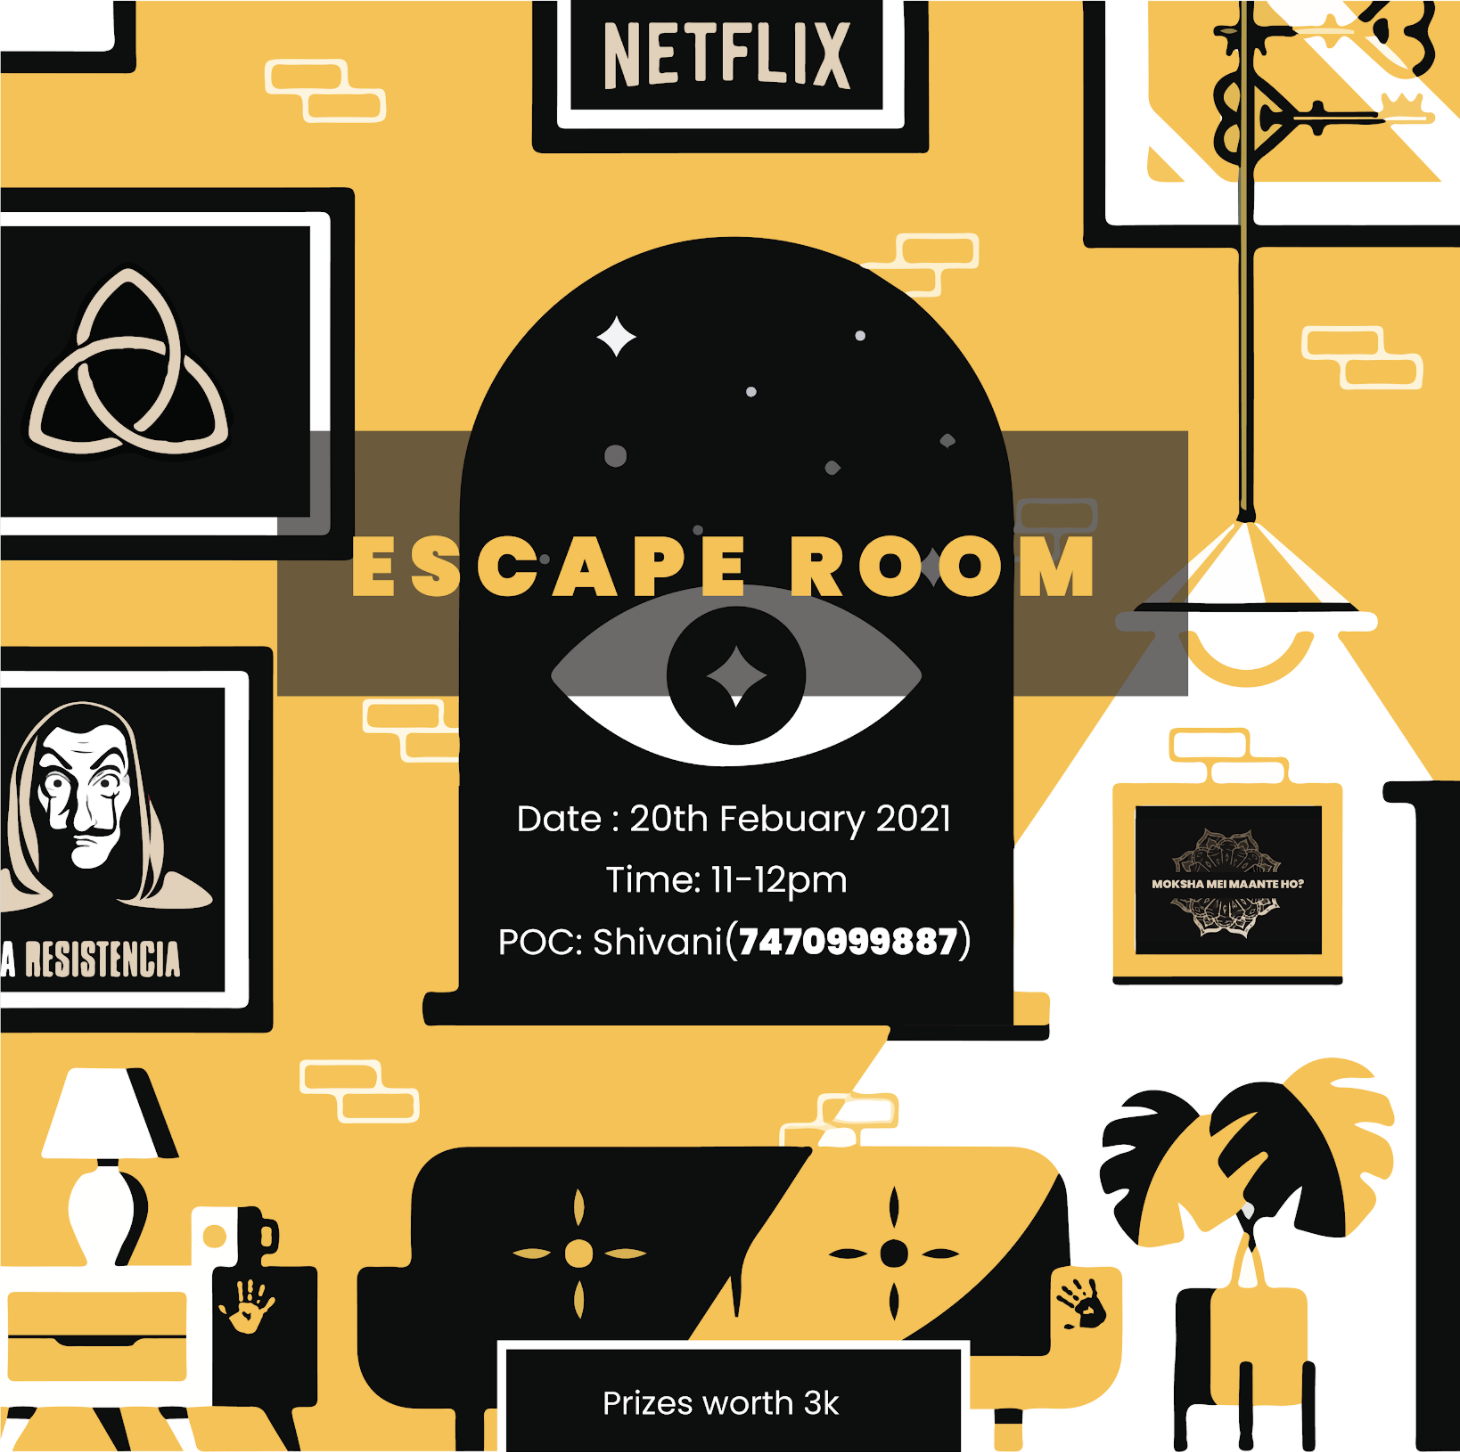 NETFLIX
ESCAPE ROOM
Date : 20th Febuary 2021
Time: 11-12pm
POC: Shivani(7470999887)
MOKSHA MEI MAANTE HO?
A RESISTENCIA
Prizes worth 3k